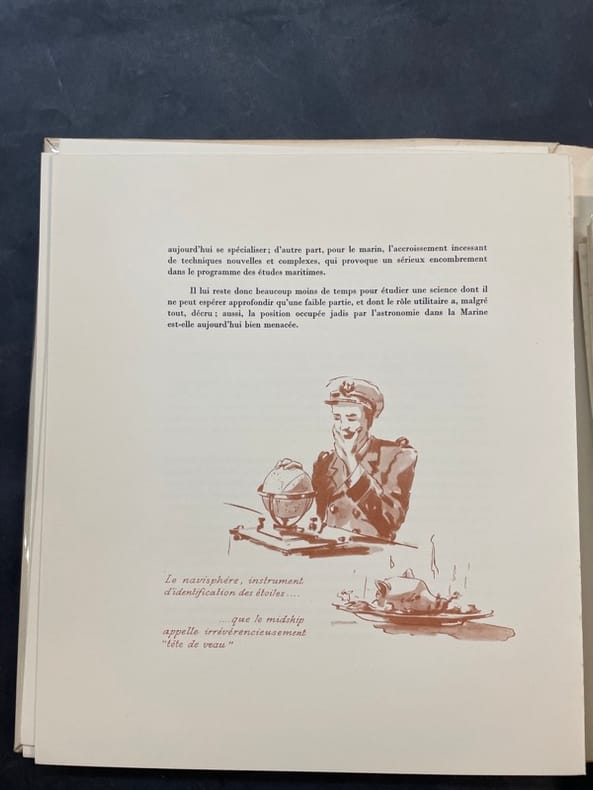 aujourd'hui se spécialiser; d'autre part, pour le marin, l'accroissement incessant
de techniques nouvelles et complexes, qui provoque un sérieux encombrement
dans le programme des études maritimes.
Il lui reste donc beaucoup moins de temps pour étudier une science dont il
ne peut espérer approfondir qu'une faible partie, et dont le rôle utilitaire a, malgré
tout, décru; aussi, la position occupée jadis par l'astronomie dans la Marine
est-elle aujourd'hui bien menacée.
Le navisphère, instrument
d'identification des étoiles....
....que le midship
appelle irrévérencieusement
"tête de veau"